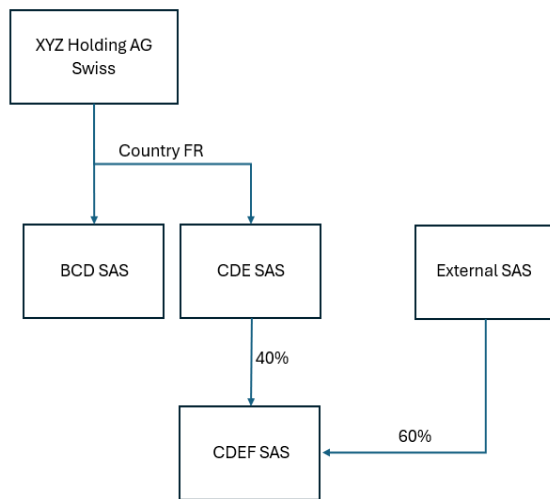 XYZ Holding AG
Swiss
Country FR
BCD SAS
CDE SAS
External SAS
40%
60%
CDEF SAS